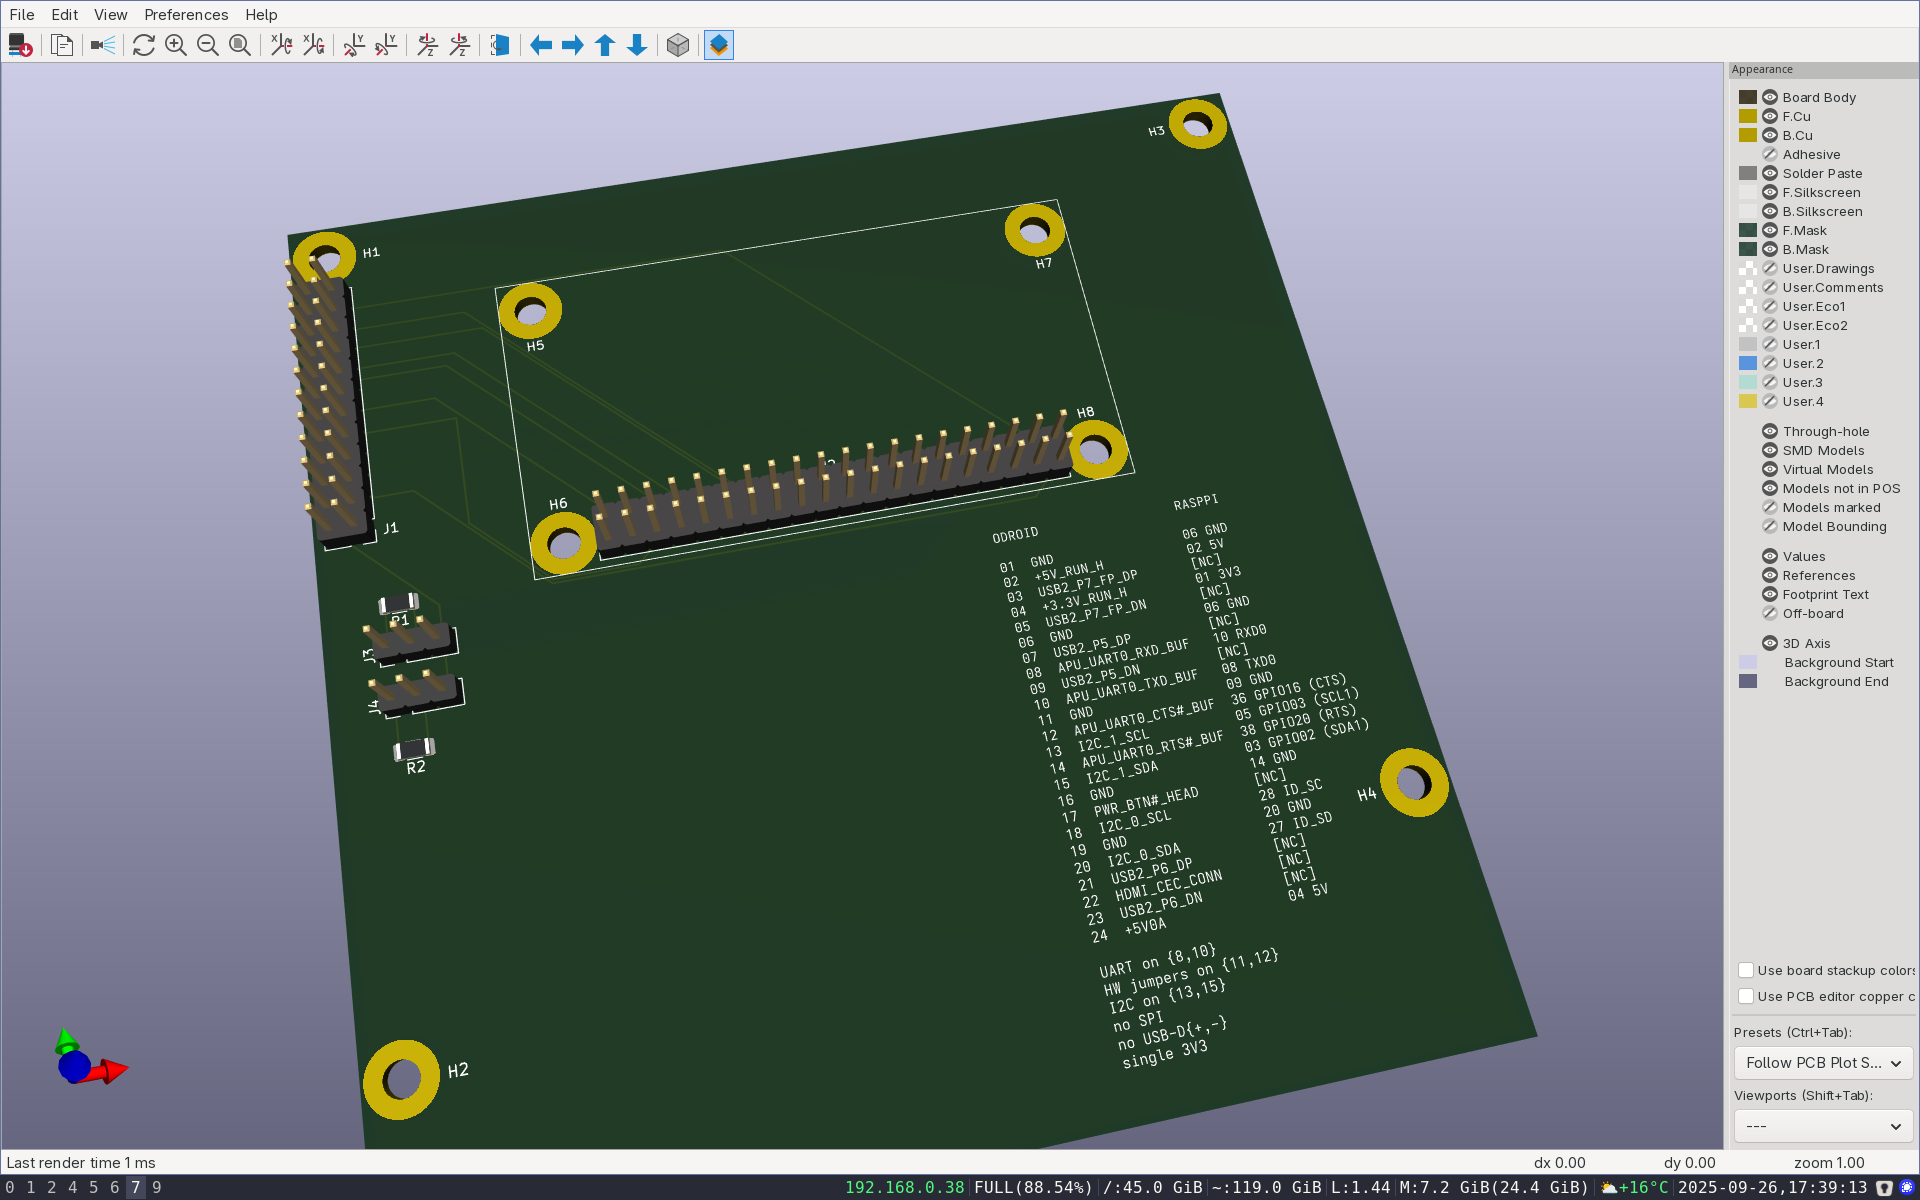 File Edit View Preferences Help
Appearance
Board Body
F.Cu
B.Cu
Adhesive
Solder Paste
F.Silkscreen
B.Silkscreen
F.Mask
B.Mask
User.Drawings
User.Comments
User.Eco1
User.Eco2
User.1
User.2
User.3
User.4
Through-hole
SMD Models
Virtual Models
Models not in POS
Models marked
Model Bounding
Values
References
Footprint Text
Off-board
3D Axis
Background Start
Background End
Use board stackup colors
Use PCB editor copper c
Presets (Ctrl+Tab):
Follow PCB Plot S...
Viewports (Shift+Tab):
---
H3
H1
H7
H5
H8
H6
J1
R1
J3
J4
R2
H4
H2
ODROID RASPPI
01 GND 06 GND
02 +5V_RUN_H 02 5V
03 USB2_P7_FP_DP [NC]
04 +3.3V_RUN_H 01 3V3
05 USB2_P7_FP_DN [NC]
06 GND 06 GND
07 USB2_P5_DP [NC]
08 APU_UART0_RXD_BUF 10 RXD0
09 USB2_P5_DN [NC]
10 APU_UART0_TXD_BUF 08 TXD0
11 GND 09 GND
12 APU_UART0_CTS#_BUF 36 GPIO16 (CTS)
13 I2C_1_SCL 05 GPIO03 (SCL1)
14 APU_UART0_RTS#_BUF 38 GPIO20 (RTS)
15 I2C_1_SDA 03 GPIO02 (SDA1)
16 GND 14 GND
17 PWR_BTN#_HEAD [NC]
18 I2C_0_SCL 28 ID_SC
19 GND 20 GND
20 I2C_0_SDA 27 ID_SD
21 USB2_P6_DP [NC]
22 HDMI_CEC_CONN [NC]
23 USB2_P6_DN [NC]
24 +5V0A 04 5V
UART on {8,10}
HW jumpers on {11,12}
I2C on {13,15}
no SPI
no USB-D{+,-}
single 3V3
Last render time 1 ms dx 0.00 dy 0.00 zoom 1.00
0 1 2 4 5 6 7 9 192.168.0.38 FULL(88.54%) /:45.0 GiB ~:119.0 GiB L:1.44 M:7.2 GiB(24.4 GiB) +16°C 2025-09-26,17:39:13